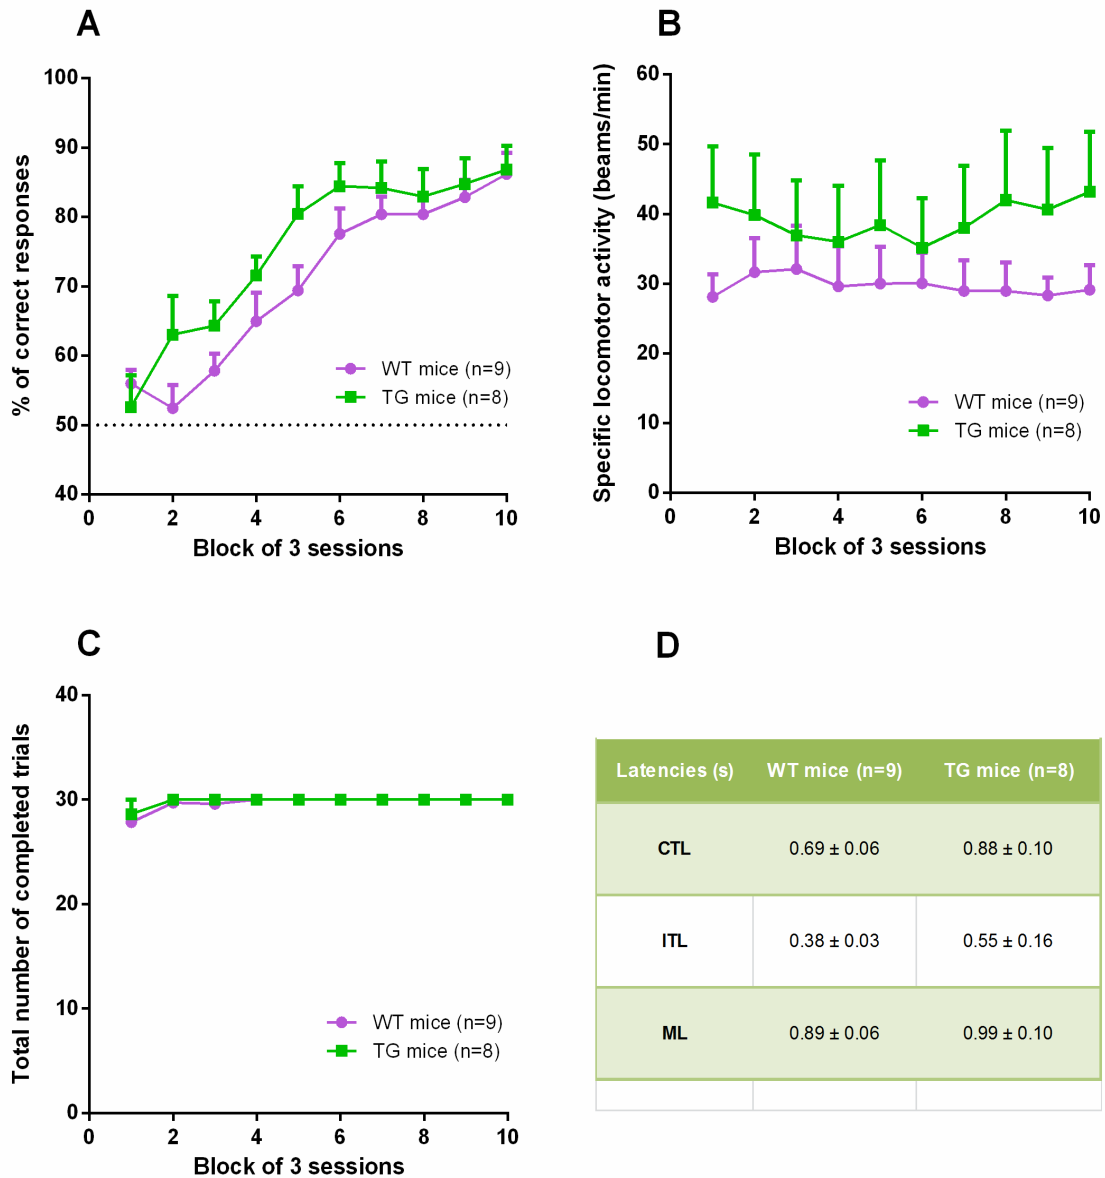 A
% of correct responses
100
90
80
70
60
50
40
WT mice (n=9)
TG mice (n=8)
0 2 4 6 8 10
Block of 3 sessions
B
Specific locomotor activity (beams/min)
60
50
40
30
20
10
0
WT mice (n=9)
TG mice (n=8)
0 2 4 6 8 10
Block of 3 sessions
C
Total number of completed trials
40
30
20
10
0
WT mice (n=9)
TG mice (n=8)
0 2 4 6 8 10
Block of 3 sessions
D
Latencies (s) WT mice (n=9) TG mice (n=8)
CTL 0.69 ± 0.06 0.88 ± 0.10
ITL 0.38 ± 0.03 0.55 ± 0.16
ML 0.89 ± 0.06 0.99 ± 0.10